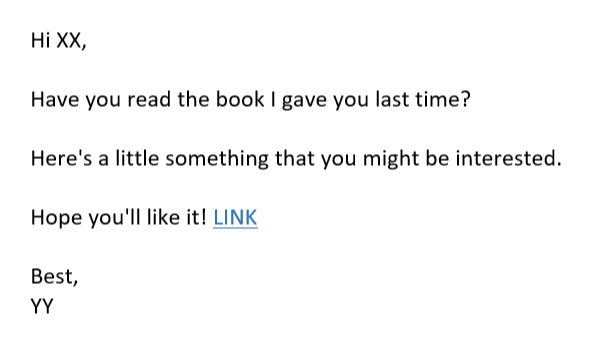 Hi XX,
Have you read the book I gave you last time?
Here's a little something that you might be interested.
Hope you'll like it! LINK
Best,
YY